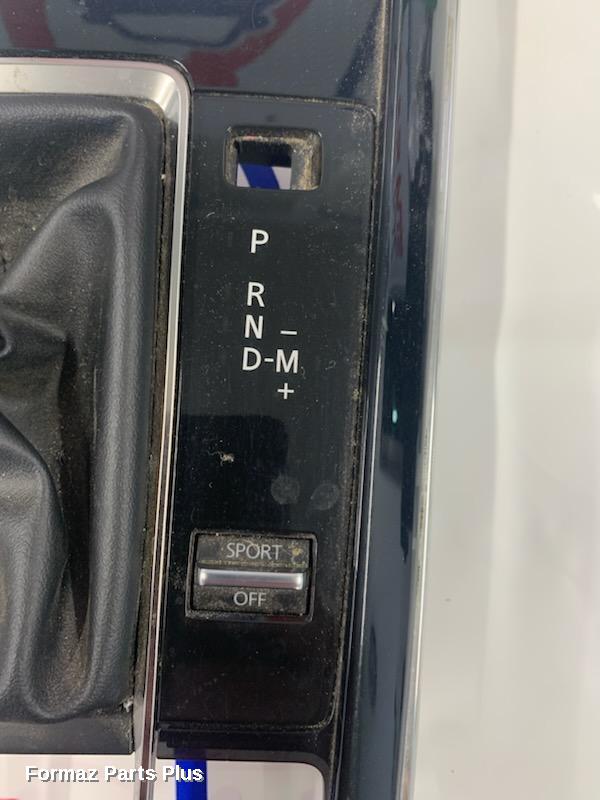 P
R
N –
D-M
+
SPORT
OFF
Formaz Parts Plus